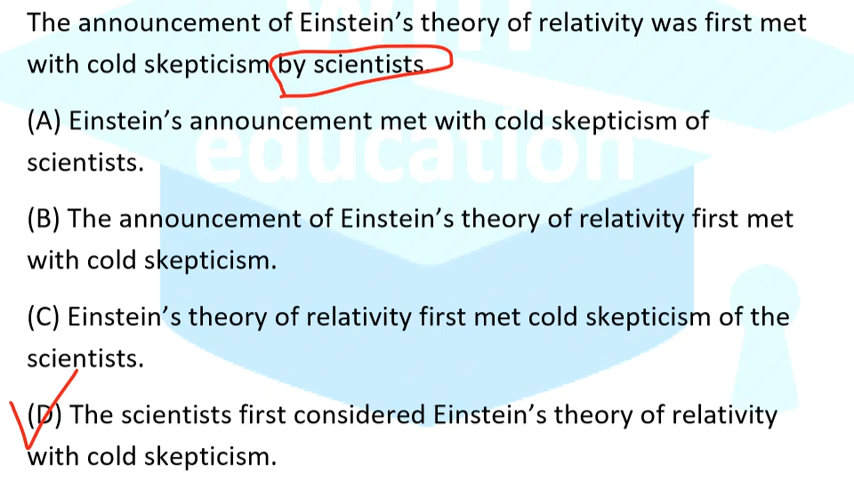 The announcement of Einstein's theory of relativity was first met
with cold skepticism by scientists.
(A) Einstein's announcement met with cold skepticism of
scientists.
(B) The announcement of Einstein's theory of relativity first met
with cold skepticism.
(C) Einstein's theory of relativity first met cold skepticism of the
scientists.
(D) The scientists first considered Einstein's theory of relativity
with cold skepticism.
education